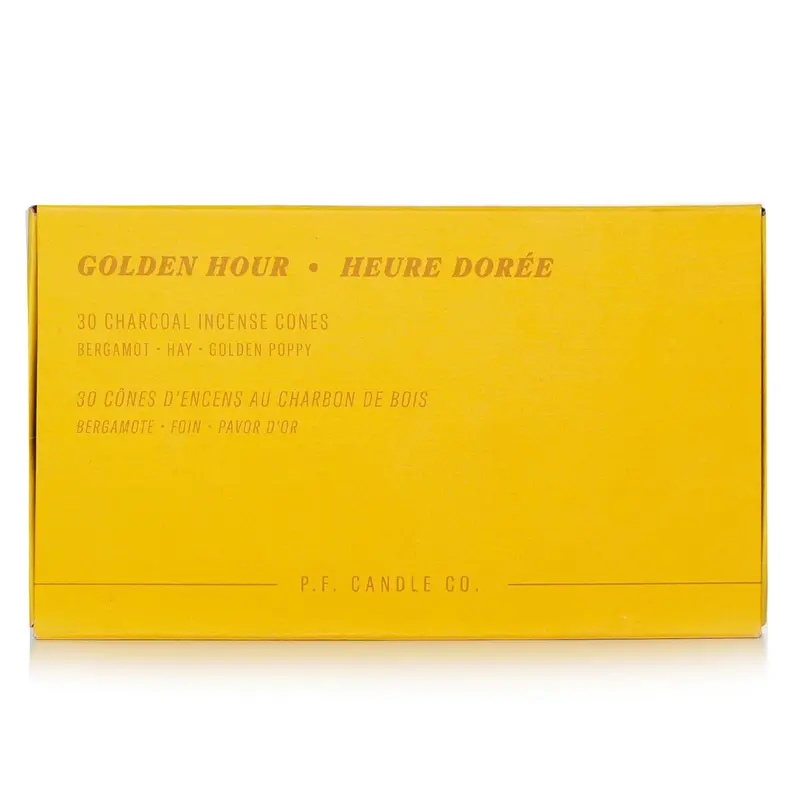 GOLDEN HOUR • HEURE DORÉE
30 CHARCOAL INCENSE CONES
BERGAMOT • HAY • GOLDEN POPPY
30 CÔNES D'ENCENS AU CHARBON DE BOIS
BERGAMOTE • FOIN • PAVOR D'OR
P.F. CANDLE CO.